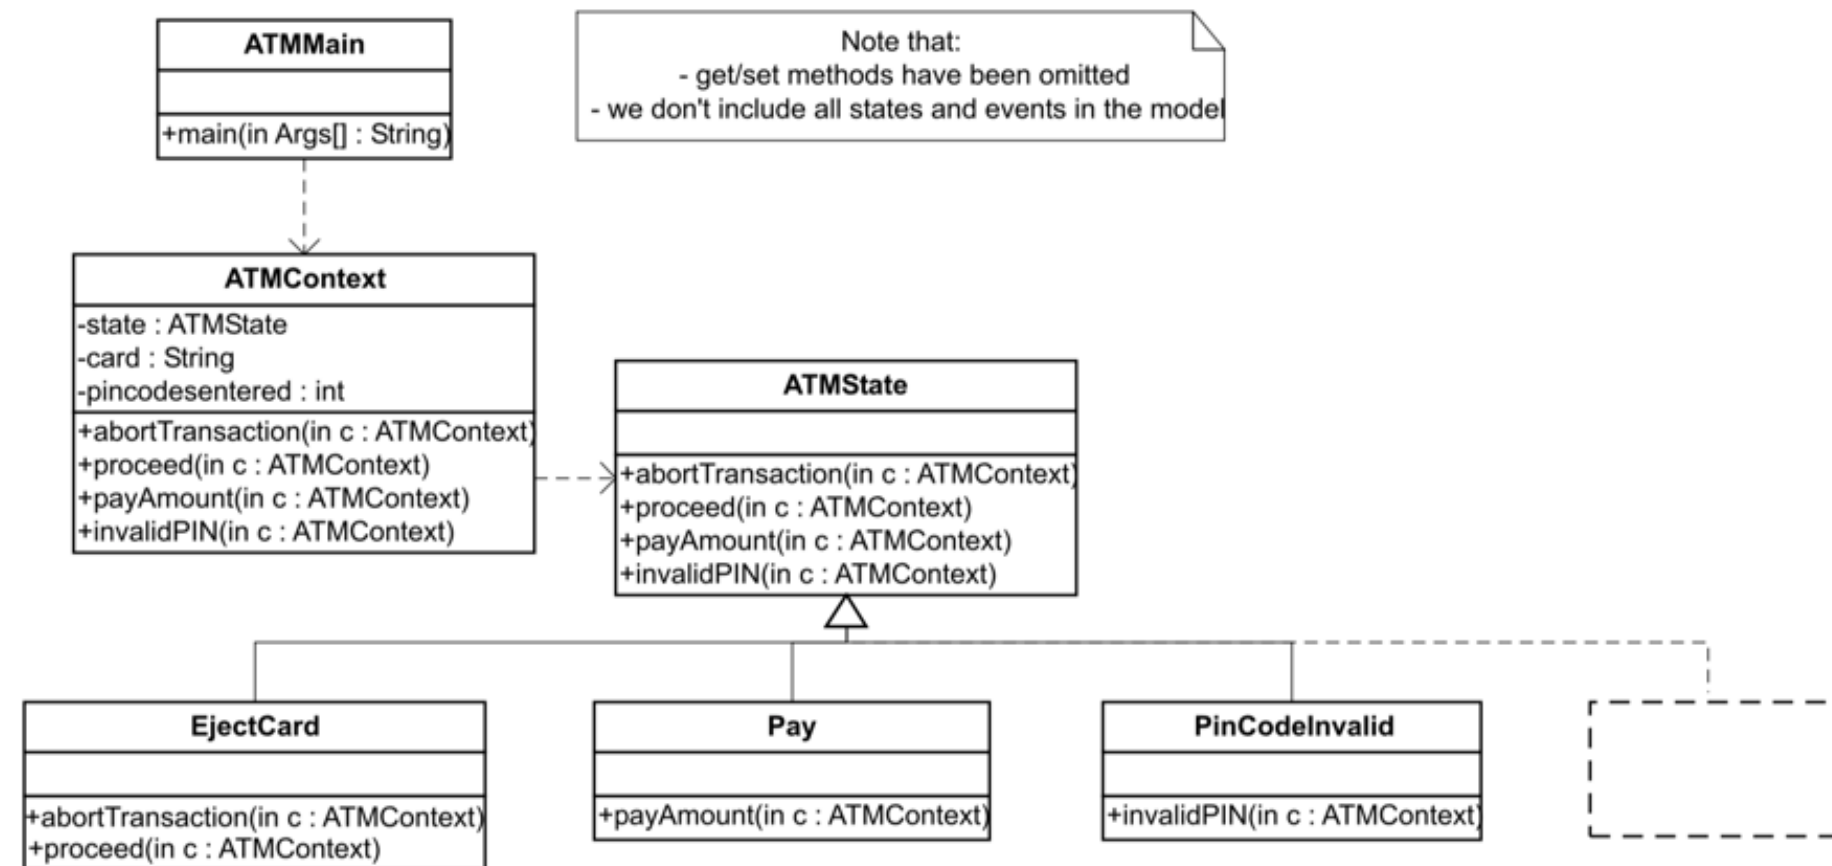 ATMMain
+main(in Args[] : String)
Note that:
- get/set methods have been omitted
- we don't include all states and events in the model
ATMContext
-state : ATMState
-card : String
-pincodesentered : int
+abortTransaction(in c : ATMContext)
+proceed(in c : ATMContext)
+payAmount(in c : ATMContext)
+invalidPIN(in c : ATMContext)
ATMState
+abortTransaction(in c : ATMContext)
+proceed(in c : ATMContext)
+payAmount(in c : ATMContext)
+invalidPIN(in c : ATMContext)
EjectCard
+abortTransaction(in c : ATMContext)
+proceed(in c : ATMContext)
Pay
+payAmount(in c : ATMContext)
PinCodeInvalid
+invalidPIN(in c : ATMContext)